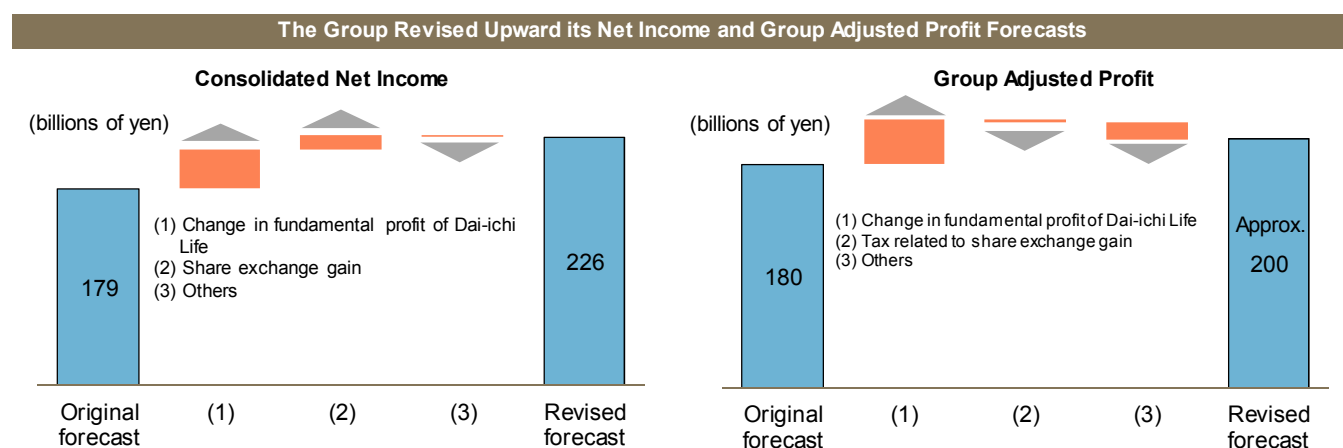 The Group Revised Upward its Net Income and Group Adjusted Profit Forecasts
Consolidated Net Income
(billions of yen)
179
(1) Change in fundamental profit of Dai-ichi
Life
(2) Share exchange gain
(3) Others
226
Original
forecast
(1)
(2)
(3)
Revised
forecast
Group Adjusted Profit
(billions of yen)
180
(1) Change in fundamental profit of Dai-ichi Life
(2) Tax related to share exchange gain
(3) Others
Approx.
200
Original
forecast
(1)
(2)
(3)
Revised
forecast